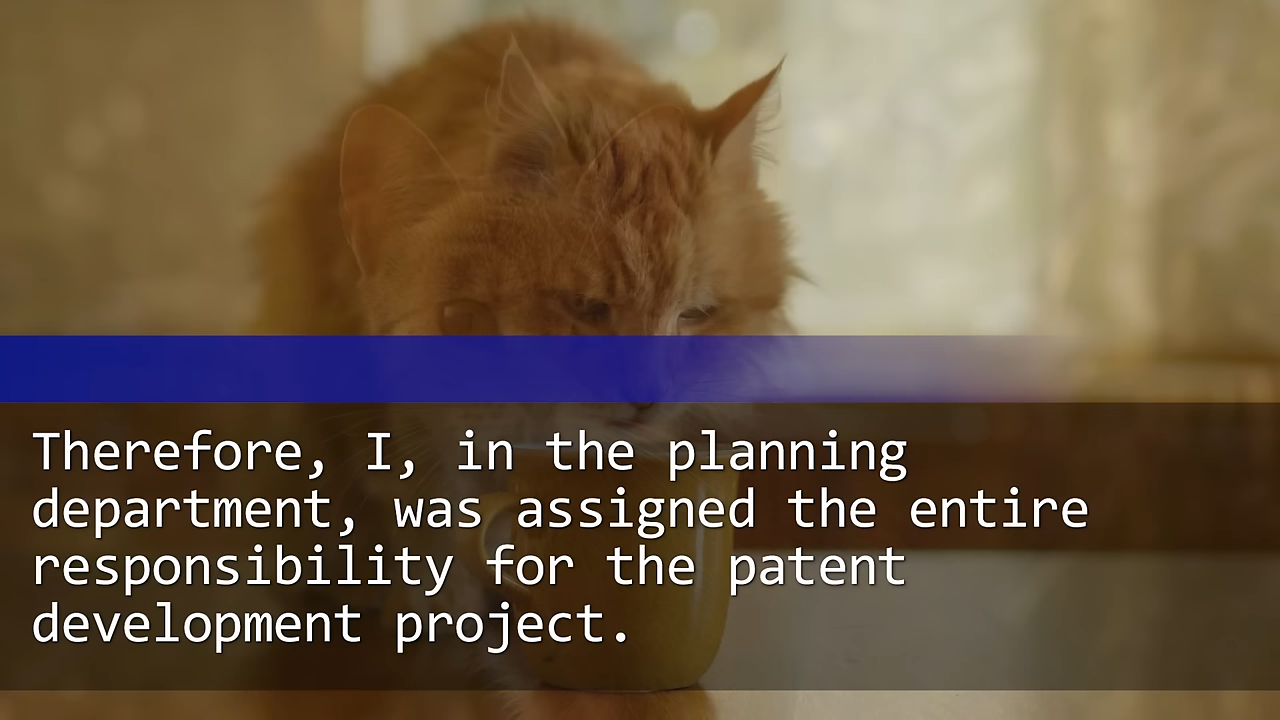 Therefore, I, in the planning
department, was assigned the entire
responsibility for the patent
development project.